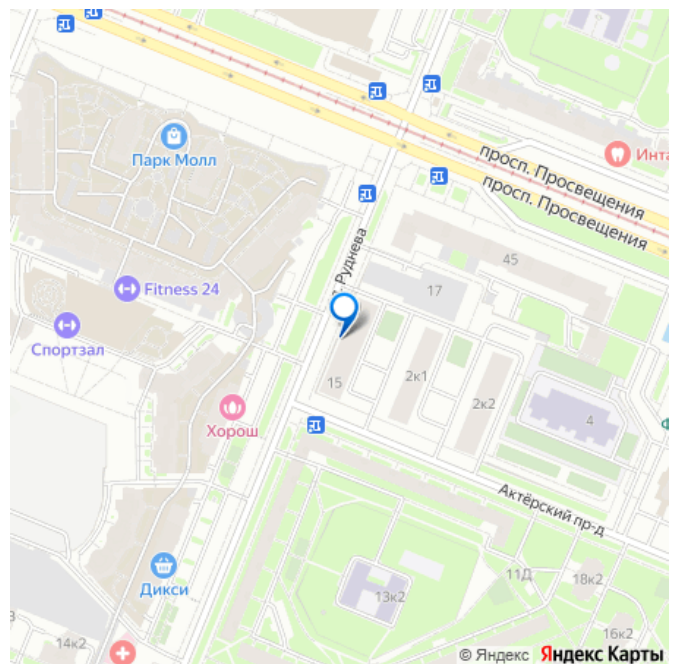 Парк Молл
Инта
просп. Просвещения
просп. Просвещения
45
Руднева
Fitness 24
17
Спортзал
15
2к1
2к2
4
Хорош
Актёрский пр-д
Дикси
11Д
18к2
13к2
16к2
14к2
© Яндекс Яндекс Карты